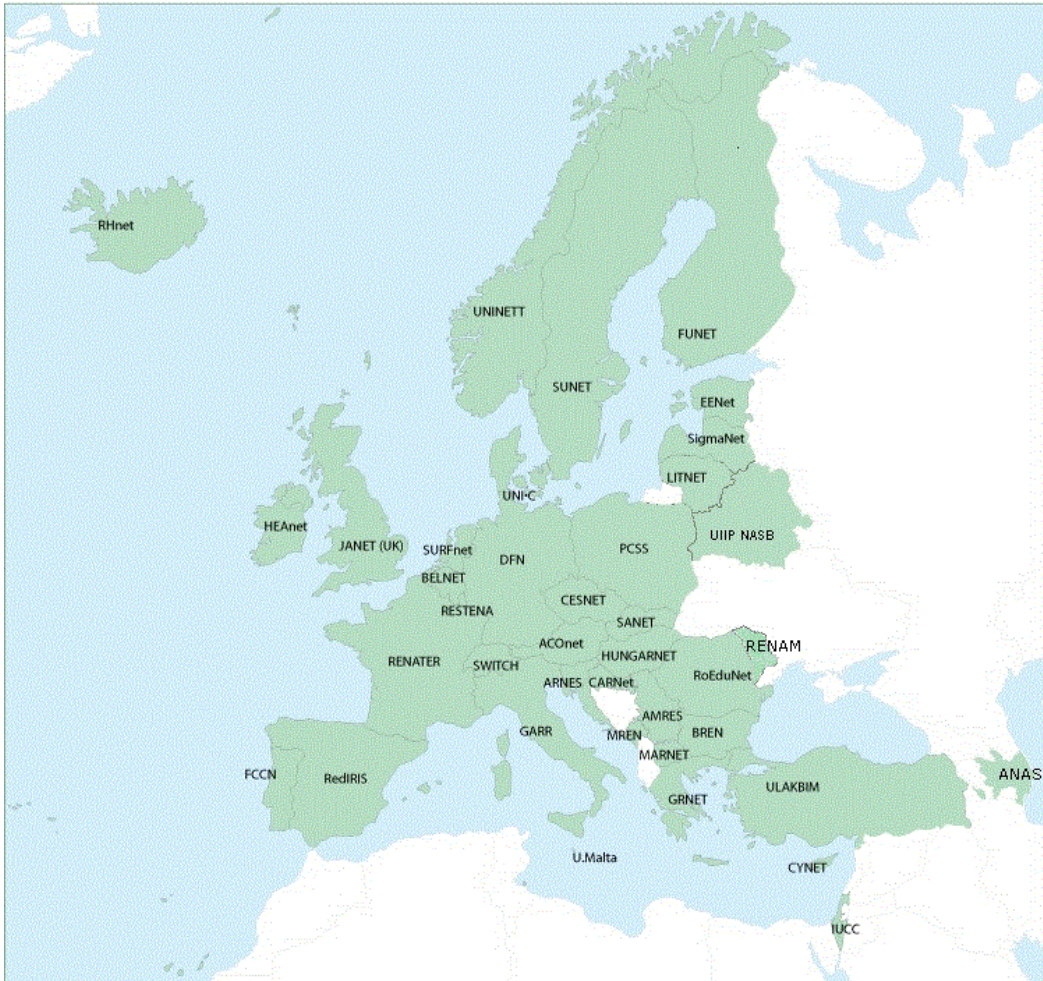 RHnet
UNINETT
FUNET
SUNET
EENet
SigmaNet
LITNET
UNI•C
HEAnet
JANET (UK)
SURFnet
DFN
PCSS
UIIP NASB
BELNET
CESNET
RESTENA
SANET
ACOnet
RENAM
HUNGARNET
RENATER
SWITCH
RoEduNet
ARNES
CARNet
AMRES
GARR
MREN
BREN
MARNET
FCCN
RedIRIS
ANAS
ULAKBIM
GRNET
U.Malta
CYNET
IUCC